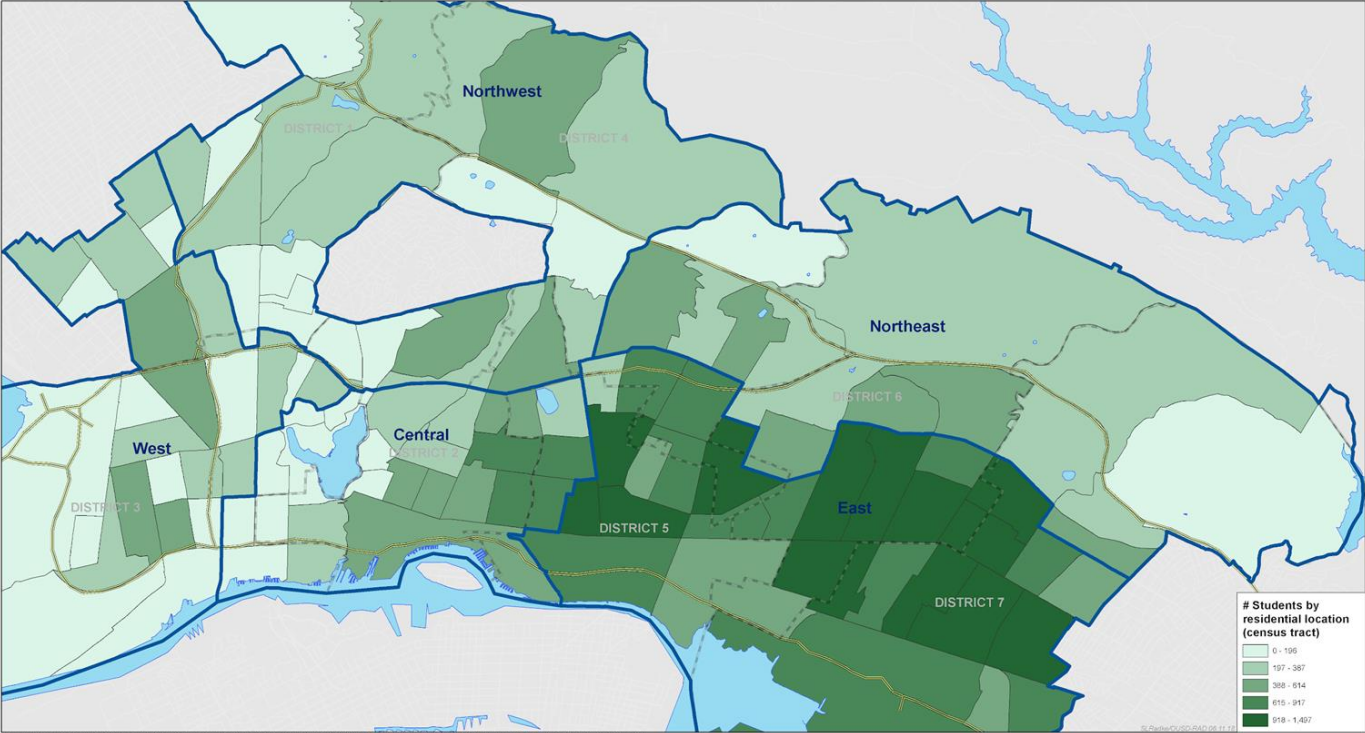 Northwest
DISTRICT 1
DISTRICT 4
Northeast
DISTRICT 6
Central
DISTRICT 2
West
DISTRICT 3
East
DISTRICT 5
DISTRICT 7
# Students by
residential location
(census tract)
0 - 196
197 - 387
388 - 614
615 - 917
918 - 1,497